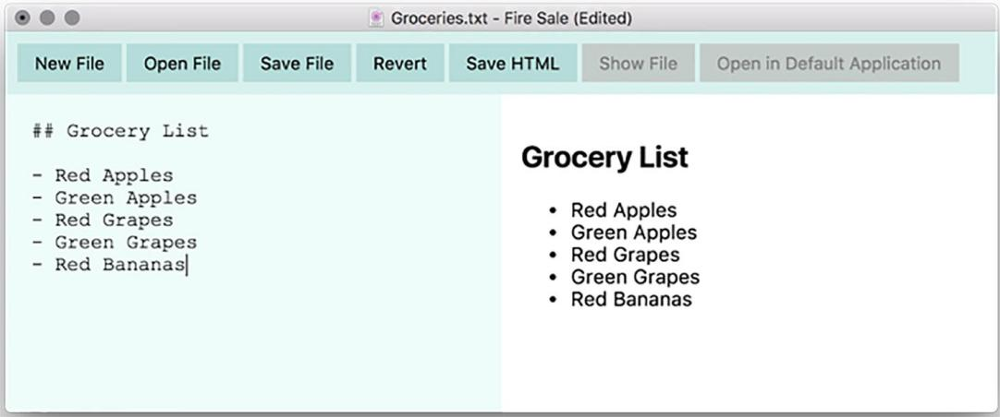 Groceries.txt - Fire Sale (Edited)
New File Open File Save File Revert Save HTML Show File Open in Default Application
## Grocery List
- Red Apples
- Green Apples
- Red Grapes
- Green Grapes
- Red Bananas
Grocery List
• Red Apples
• Green Apples
• Red Grapes
• Green Grapes
• Red Bananas